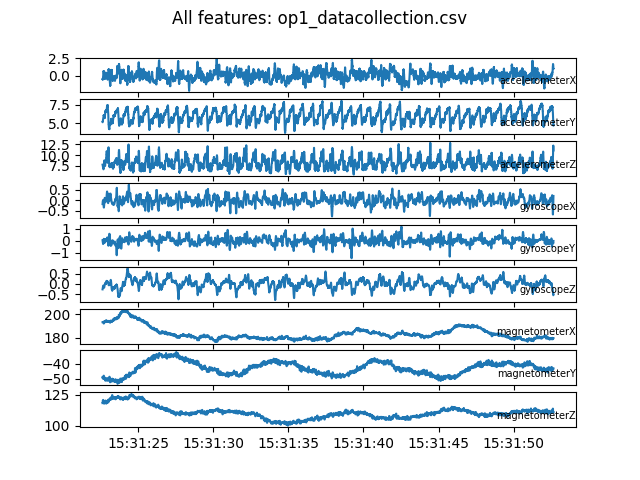 All features: op1_datacollection.csv
2.5
0.0
accelerometerX
7.5
5.0
accelerometerY
12.5
10.0
7.5
accelerometerZ
0.5
0.0
−0.5
gyroscopeX
1
0
−1
gyroscopeY
0.5
0.0
−0.5
gyroscopeZ
200
180
magnetometerX
−40
−50
magnetometerY
125
100
magnetometerZ
15:31:25 15:31:30 15:31:35 15:31:40 15:31:45 15:31:50